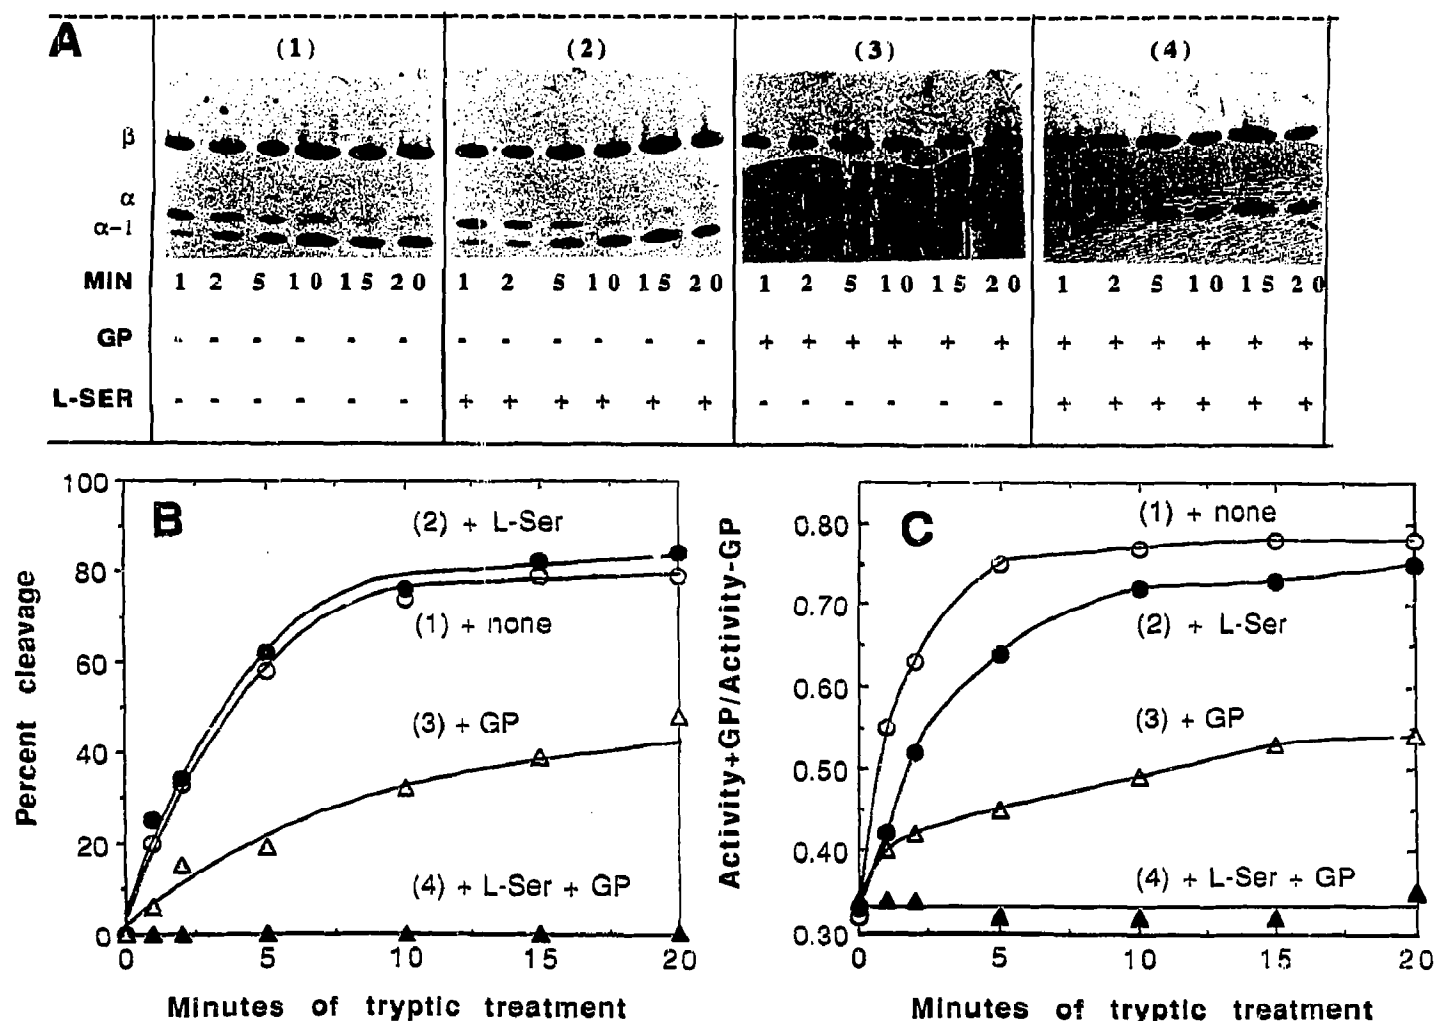 A
(1) (2) (3) (4)
β
α
α-1
MIN 1 2 5 10 15 20 1 2 5 10 15 20 1 2 5 10 15 20 1 2 5 10 15 20
GP - - - - - - - - - - - - + + + + + + + + + + + +
L-SER - - - - - - + + + + + + - - - - - - + + + + + +
B
Percent cleavage
100
80
60
40
20
0
(2) + L-Ser
(1) + none
(3) + GP
(4) + L-Ser + GP
0 5 10 15 20
Minutes of tryptic treatment
C
Activity+GP/Activity-GP
0.80
0.70
0.60
0.50
0.40
0.30
(1) + none
(2) + L-Ser
(3) + GP
(4) + L-Ser + GP
0 5 10 15 20
Minutes of tryptic treatment